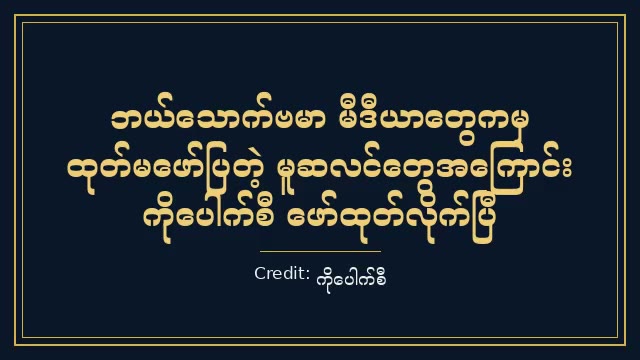 ဘယ်သောက်ဗမာ မီဒီယာတွေကမှ
ထုတ်မဖော်ပြတဲ့ မူဆလင်တွေအကြောင်း
ကိုပေါက်စီ ဖော်ထုတ်လိုက်ပြီ
Credit: ကိုပေါက်စီ